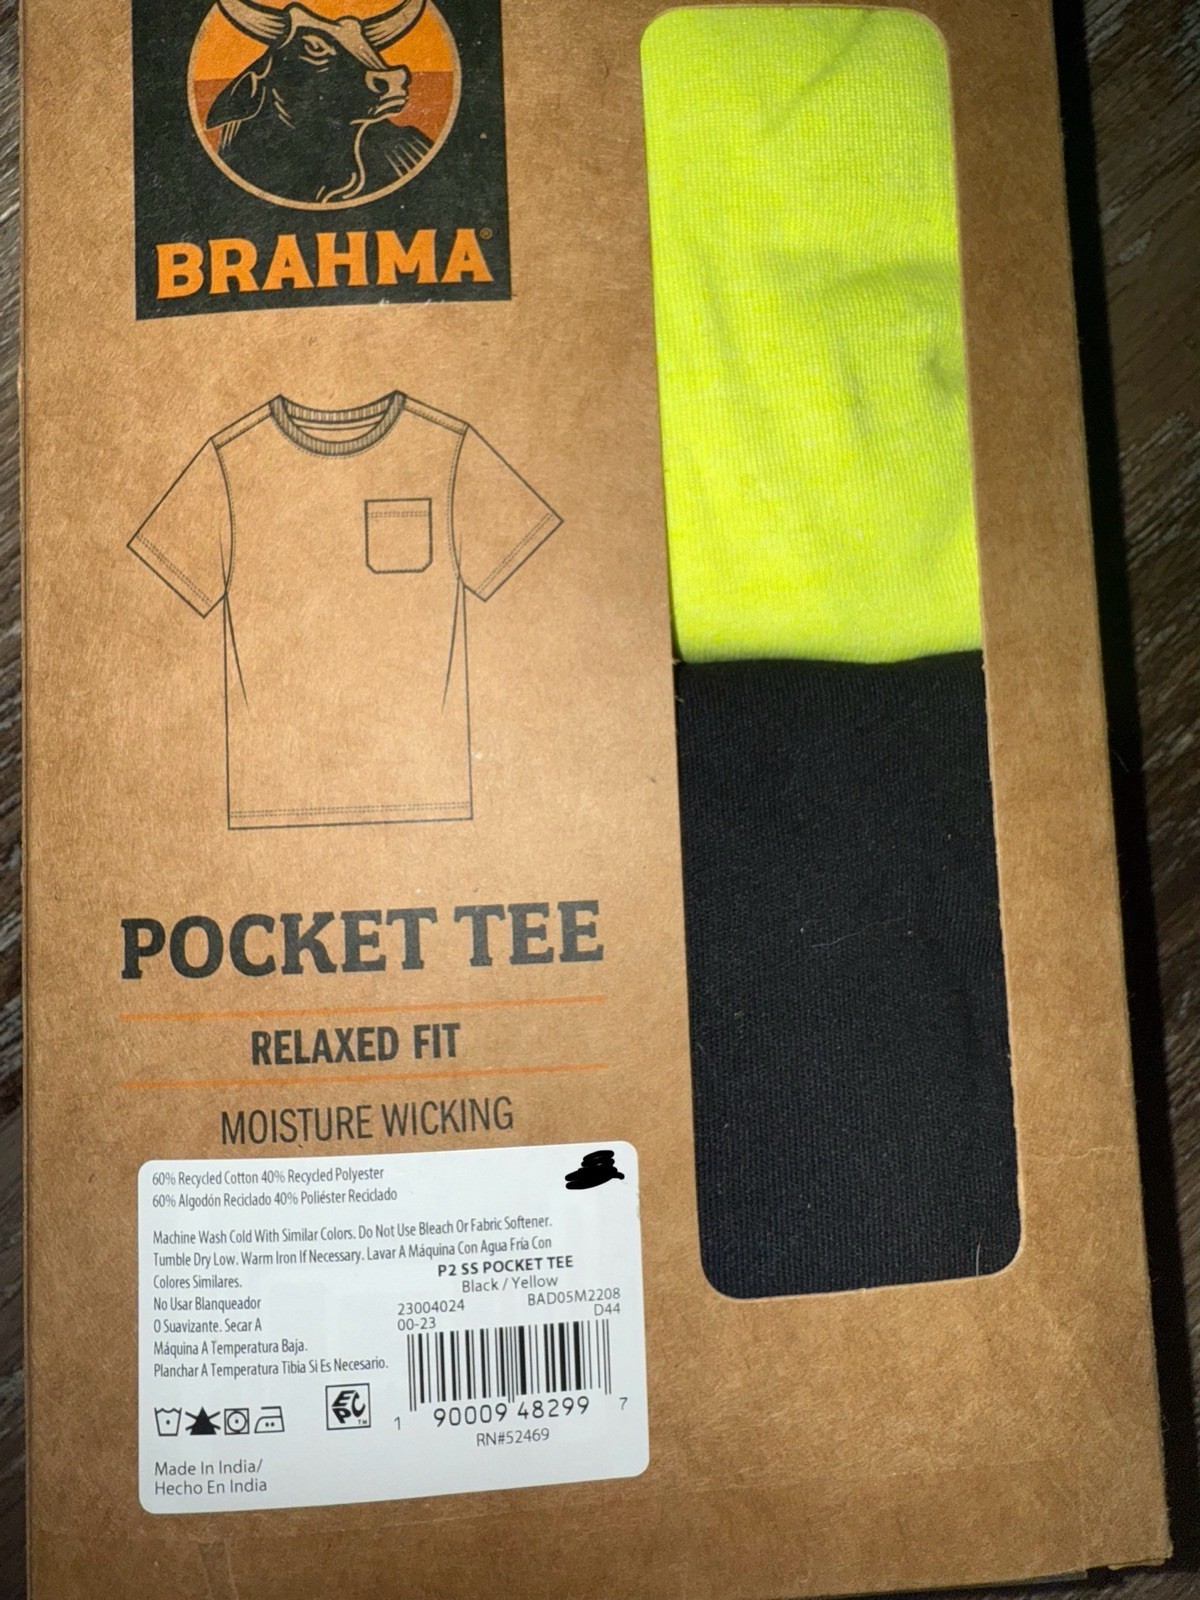 BRAHMA®
POCKET TEE
RELAXED FIT
MOISTURE WICKING
60% Recycled Cotton 40% Recycled Polyester
60% Algodón Reciclado 40% Poliéster Reciclado
Machine Wash Cold With Similar Colors. Do Not Use Bleach Or Fabric Softener.
Tumble Dry Low. Warm Iron If Necessary. Lavar A Máquina Con Agua Fría Con
Colores Similares.
No Usar Blanqueador
O Suavizante. Secar A
Máquina A Temperatura Baja.
Planchar A Temperatura Tibia Si Es Necesario.
P2 SS POCKET TEE
Black / Yellow
23004024 BAD05M2208
00-23 D44
EPC™
1 90009 48299 7
RN#52469
Made In India/
Hecho En India